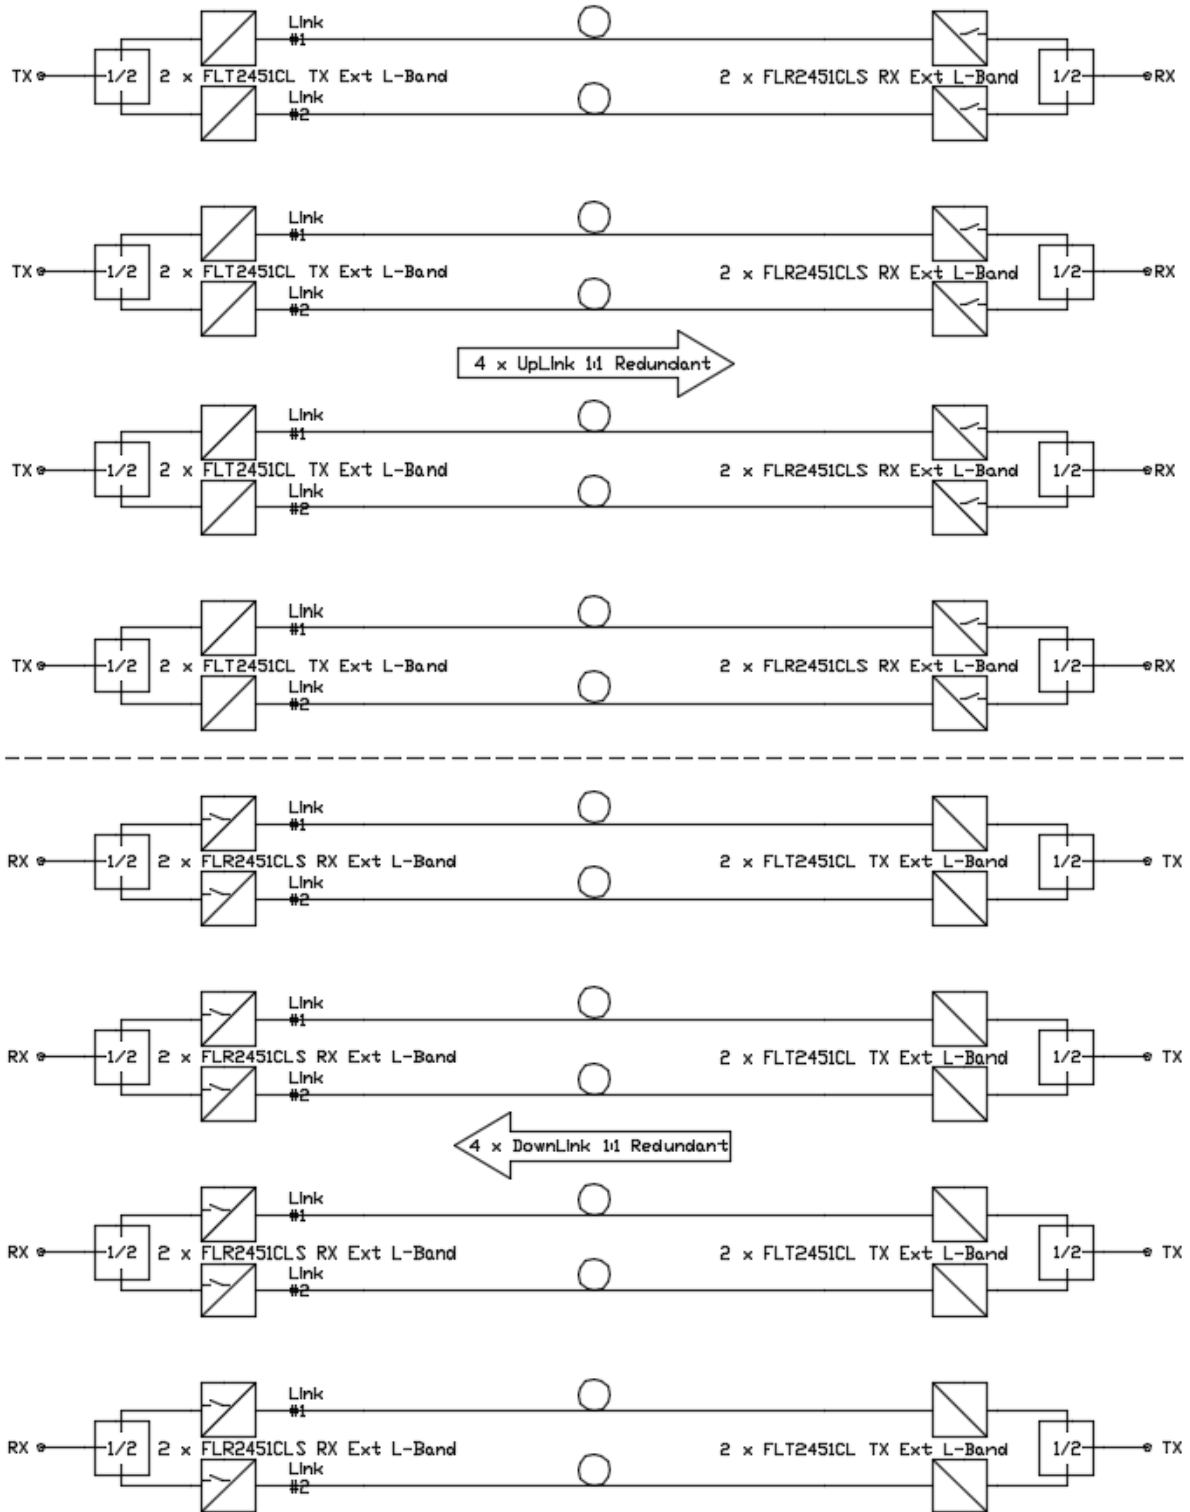 Link
#1
TX 1/2 2 x FLT2451CL TX Ext L-Band 2 x FLR2451CLS RX Ext L-Band 1/2 RX
Link
#2
Link
#1
TX 1/2 2 x FLT2451CL TX Ext L-Band 2 x FLR2451CLS RX Ext L-Band 1/2 RX
Link
#2
4 x UpLink 1:1 Redundant
Link
#1
TX 1/2 2 x FLT2451CL TX Ext L-Band 2 x FLR2451CLS RX Ext L-Band 1/2 RX
Link
#2
Link
#1
TX 1/2 2 x FLT2451CL TX Ext L-Band 2 x FLR2451CLS RX Ext L-Band 1/2 RX
Link
#2
Link
#1
RX 1/2 2 x FLR2451CLS RX Ext L-Band 2 x FLT2451CL TX Ext L-Band 1/2 TX
Link
#2
Link
#1
RX 1/2 2 x FLR2451CLS RX Ext L-Band 2 x FLT2451CL TX Ext L-Band 1/2 TX
Link
#2
4 x DownLink 1:1 Redundant
Link
#1
RX 1/2 2 x FLR2451CLS RX Ext L-Band 2 x FLT2451CL TX Ext L-Band 1/2 TX
Link
#2
Link
#1
RX 1/2 2 x FLR2451CLS RX Ext L-Band 2 x FLT2451CL TX Ext L-Band 1/2 TX
Link
#2